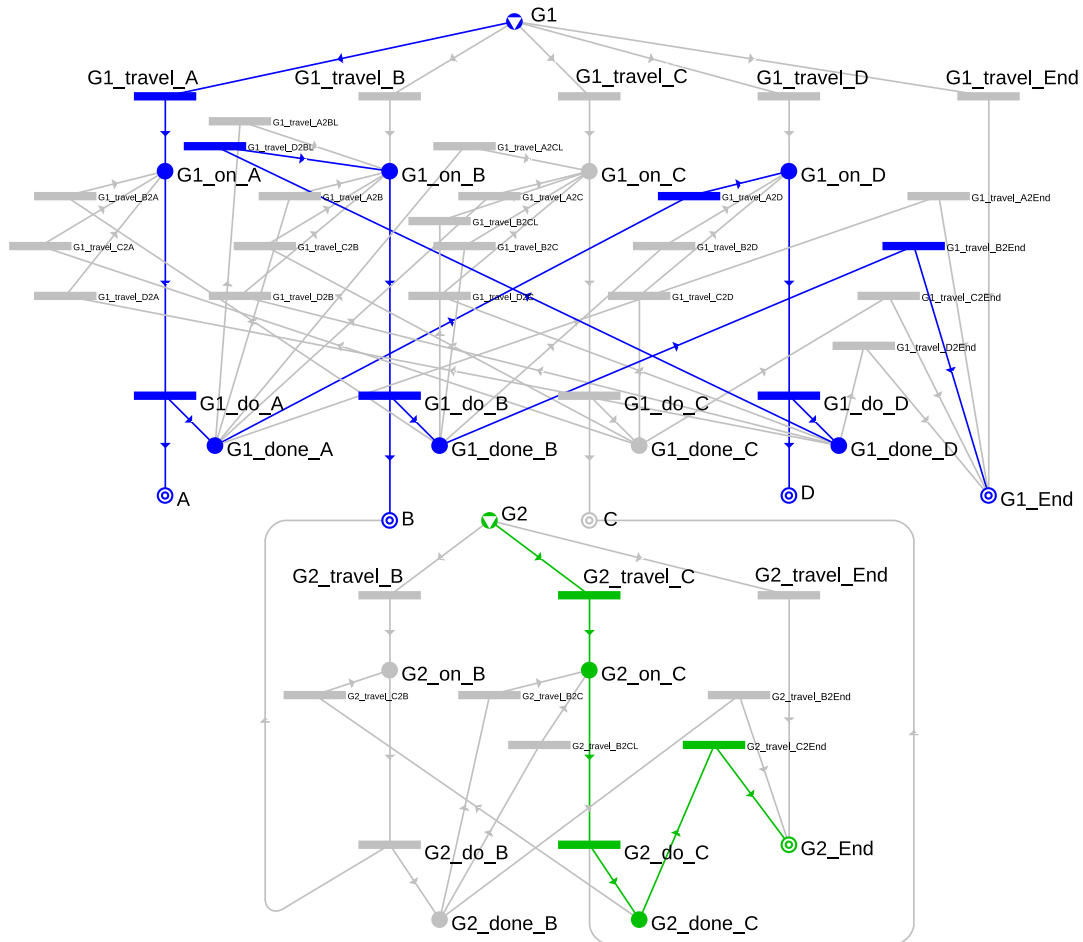 G1
G1_travel_A
G1_travel_B
G1_travel_C
G1_travel_D
G1_travel_End
G1_travel_A2BL
G1_travel_D2BL
G1_travel_A2CL
G1_on_A
G1_on_B
G1_on_C
G1_on_D
G1_travel_B2A
G1_travel_A2B
G1_travel_A2C
G1_travel_A2D
G1_travel_A2End
G1_travel_B2CL
G1_travel_C2A
G1_travel_C2B
G1_travel_B2C
G1_travel_B2D
G1_travel_B2End
G1_travel_D2A
G1_travel_D2B
G1_travel_D2C
G1_travel_C2D
G1_travel_C2End
G1_travel_D2End
G1_do_A
G1_do_B
G1_do_C
G1_do_D
G1_done_A
G1_done_B
G1_done_C
G1_done_D
A
D
G1_End
B
G2
C
G2_travel_B
G2_travel_C
G2_travel_End
G2_on_B
G2_on_C
G2_travel_C2B
G2_travel_B2C
G2_travel_B2End
G2_travel_B2CL
G2_travel_C2End
G2_do_B
G2_do_C
G2_End
G2_done_B
G2_done_C